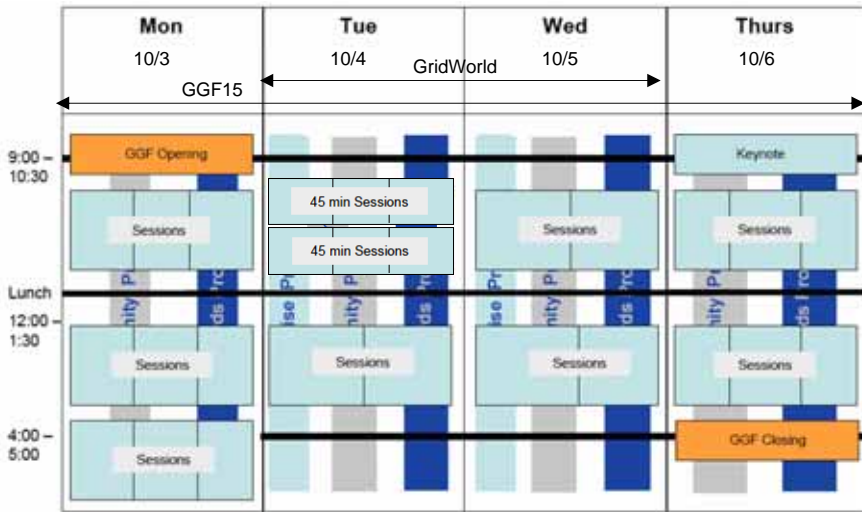 Mon
Tue
Wed
Thurs
10/3
10/4
10/5
10/6
GridWorld
GGF15
9:00 –
10:30
GGF Opening
Keynote
45 min Sessions
45 min Sessions
Sessions
Sessions
Sessions
Lunch
12:00 –
1:30
Sessions
Sessions
Sessions
Sessions
4:00 –
5:00
Sessions
GGF Closing